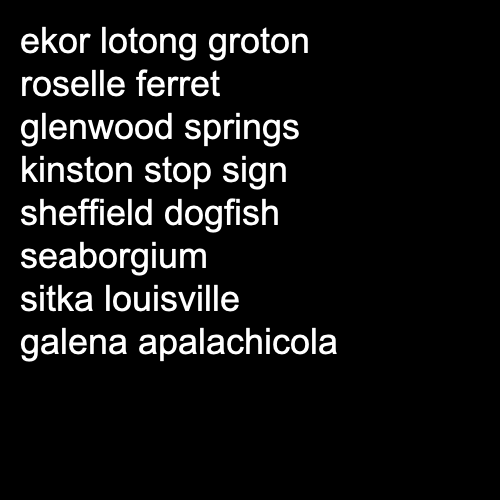 ekor lotong groton
roselle ferret
glenwood springs
kinston stop sign
sheffield dogfish
seaborgium
sitka louisville
galena apalachicola